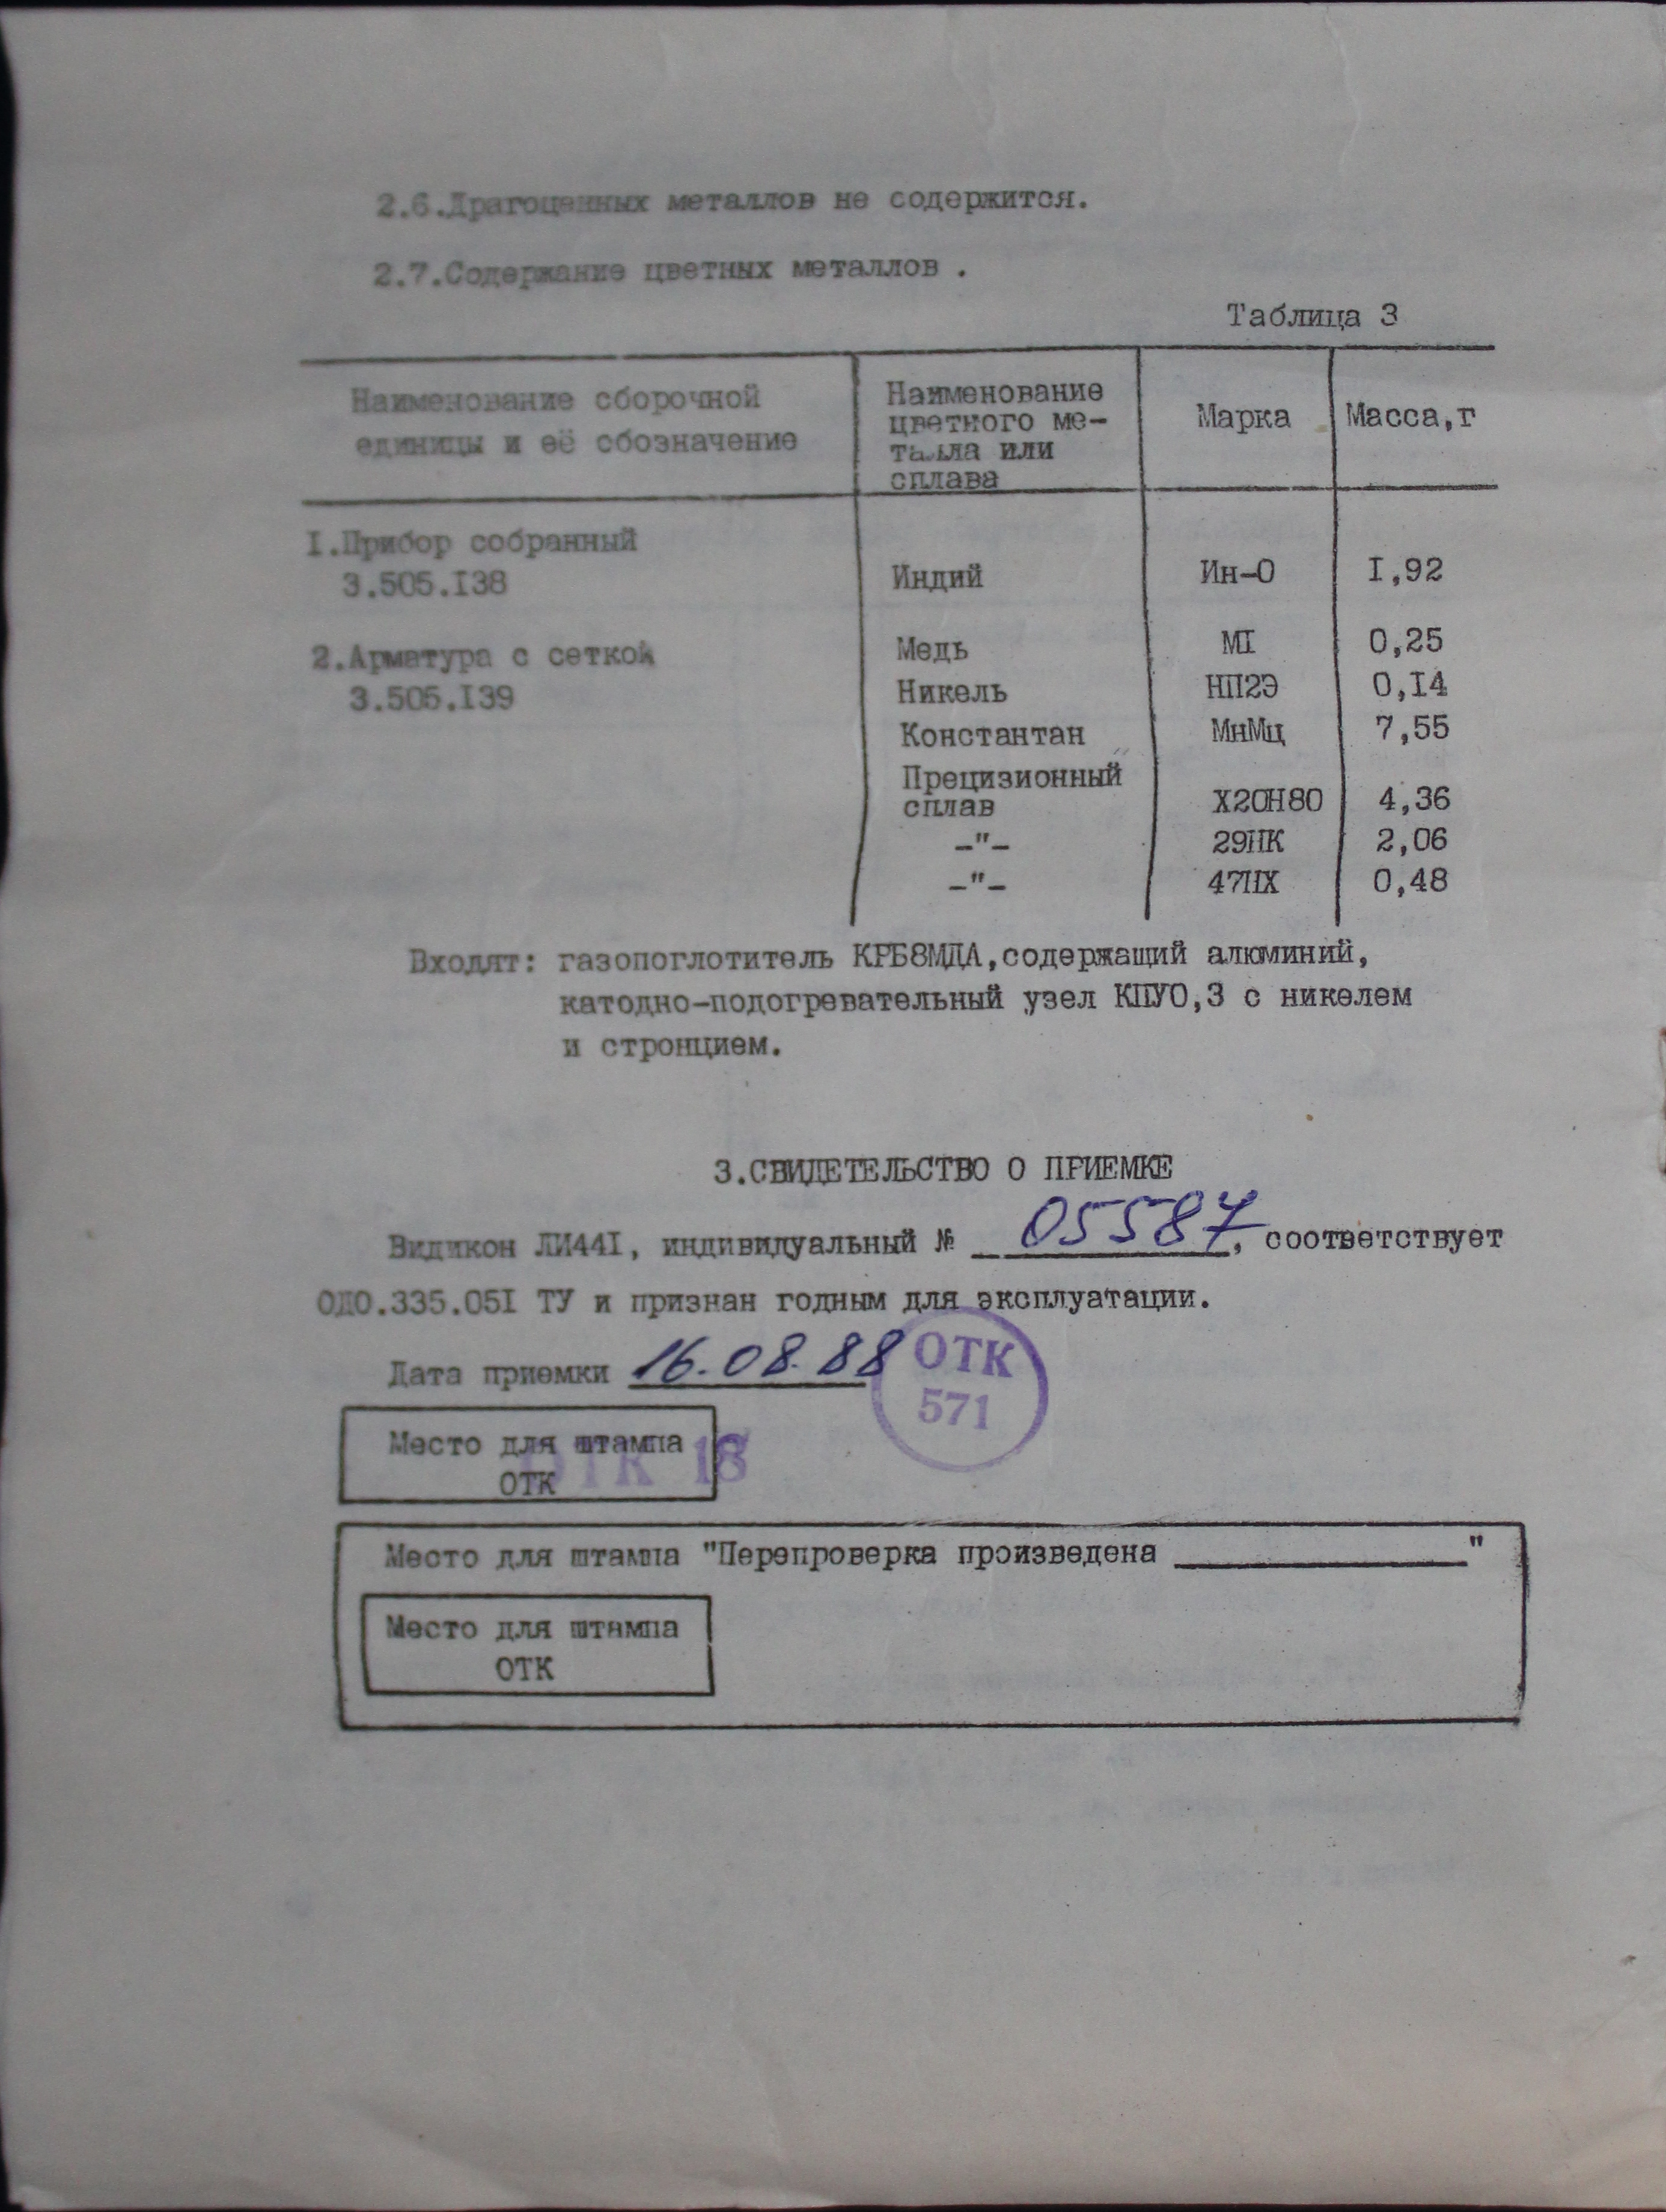 2.6.Драгоценных металлов не содержится.
2.7.Содержание цветных металлов .
Таблица 3
Наименование сборочной
единицы и её обозначение
Наименование
цветного ме-
талла или
сплава
Марка
Масса,г
I.Прибор собранный
3.505.I38
Индий Ин-О I,92
2.Арматура с сеткой
3.505.I39
Медь МI 0,25
Никель НП2Э 0,I4
Константан МнМц 7,55
Прецизионный
сплав Х20Н80 4,36
-"- 29НК 2,06
-"- 47НХ 0,48
Входят: газопоглотитель КРБ8МДА,содержащий алюминий,
катодно-подогревательный узел КПУО,3 с никелем
и стронцием.
3.СВИДЕТЕЛЬСТВО О ПРИЕМКЕ
Видикон ЛИ44I, индивидуальный № 05587, соответствует
ОДО.335.05I ТУ и признан годным для эксплуатации.
Дата приемки 16.08.88
ОТК
571
Место для штампа
ОТК
ОТК 18
Место для штампа "Перепроверка произведена ________"
Место для штампа
ОТК